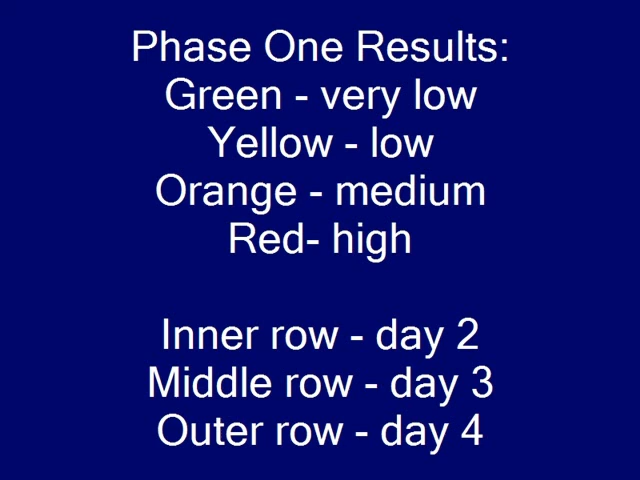 Phase One Results:
Green - very low
Yellow - low
Orange - medium
Red- high
Inner row - day 2
Middle row - day 3
Outer row - day 4